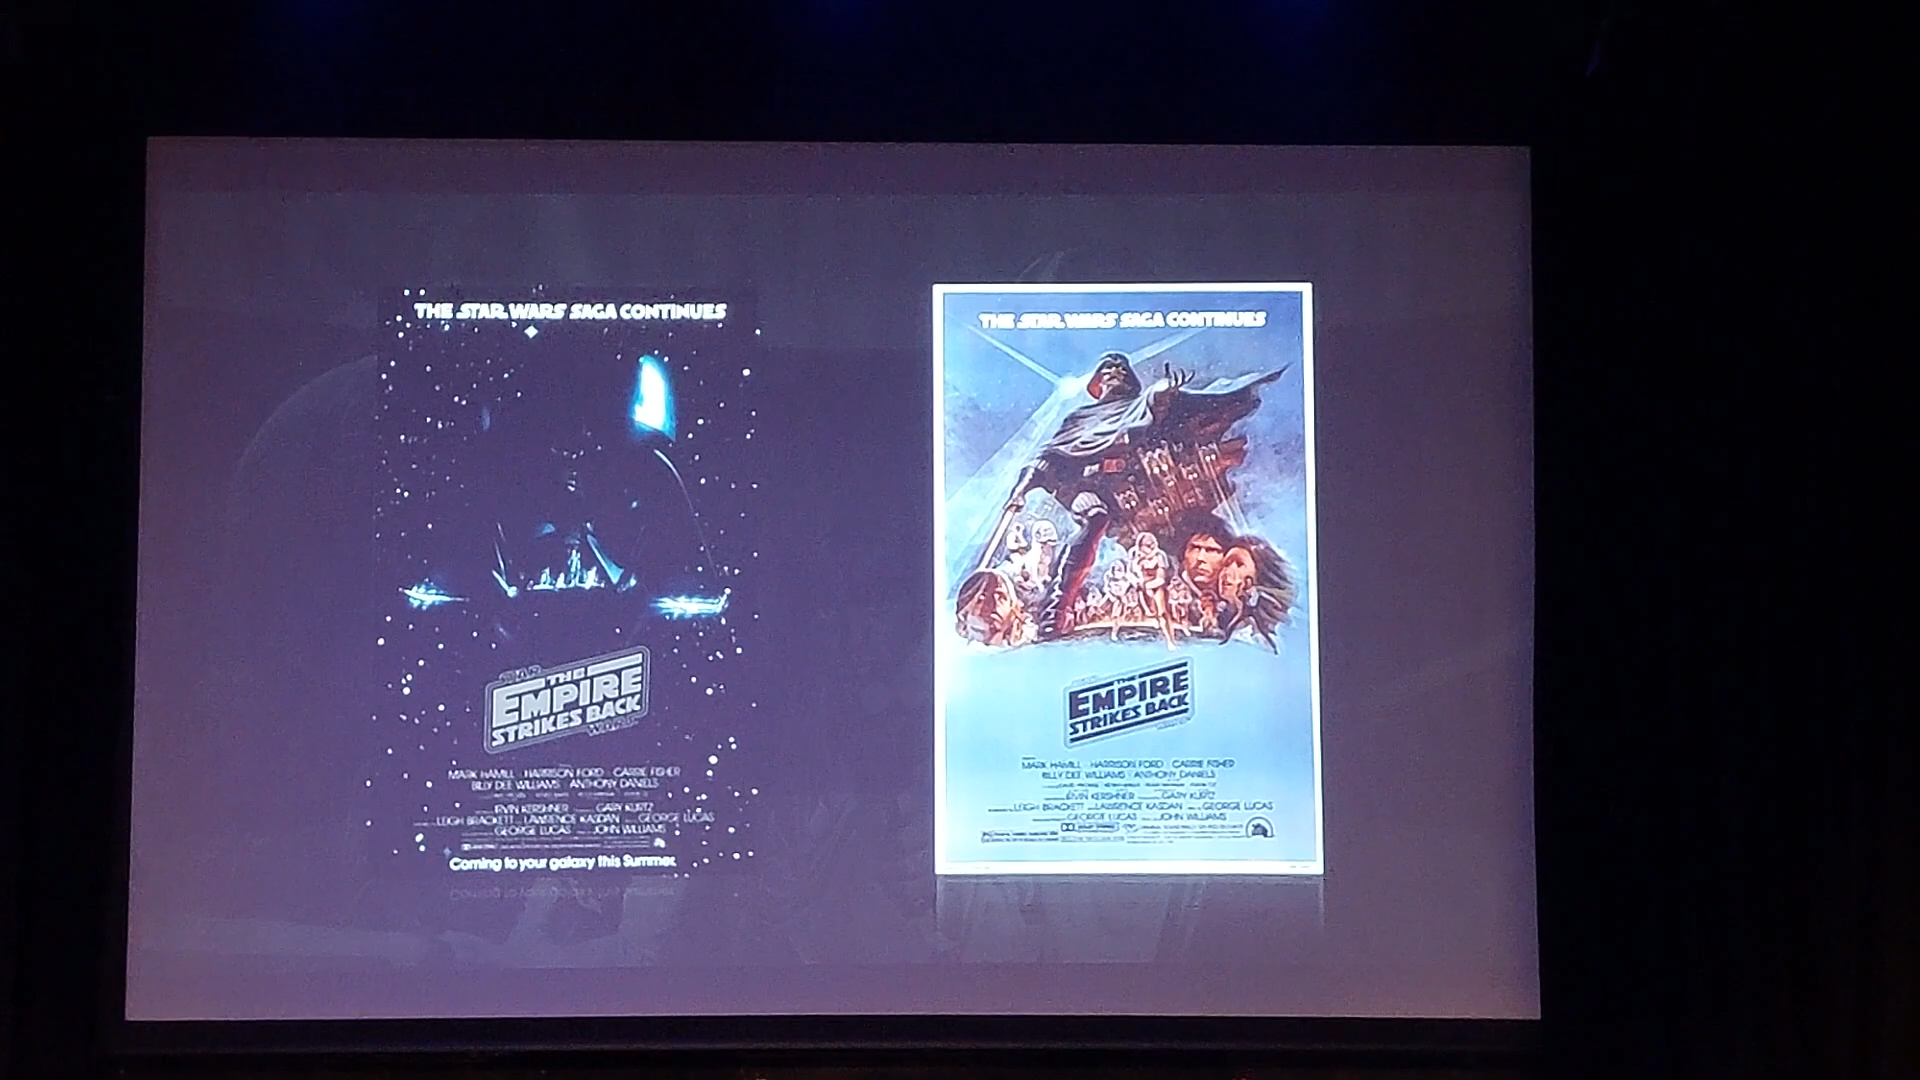 THE STAR WARS SAGA CONTINUES
STAR
THE
EMPIRE
STRIKES BACK
WARS
MARK HAMILL HARRISON FORD CARRIE FISHER
BILLY DEE WILLIAMS ANTHONY DANIELS
IRVIN KERSHNER GARY KURTZ
LEIGH BRACKETT LAWRENCE KASDAN GEORGE LUCAS
GEORGE LUCAS JOHN WILLIAMS
Coming to your galaxy this Summer.
THE STAR WARS SAGA CONTINUES
THE
EMPIRE
STRIKES BACK
MARK HAMILL HARRISON FORD CARRIE FISHER
BILLY DEE WILLIAMS ANTHONY DANIELS
IRVIN KERSHNER GARY KURTZ
LEIGH BRACKETT LAWRENCE KASDAN GEORGE LUCAS
GEORGE LUCAS JOHN WILLIAMS